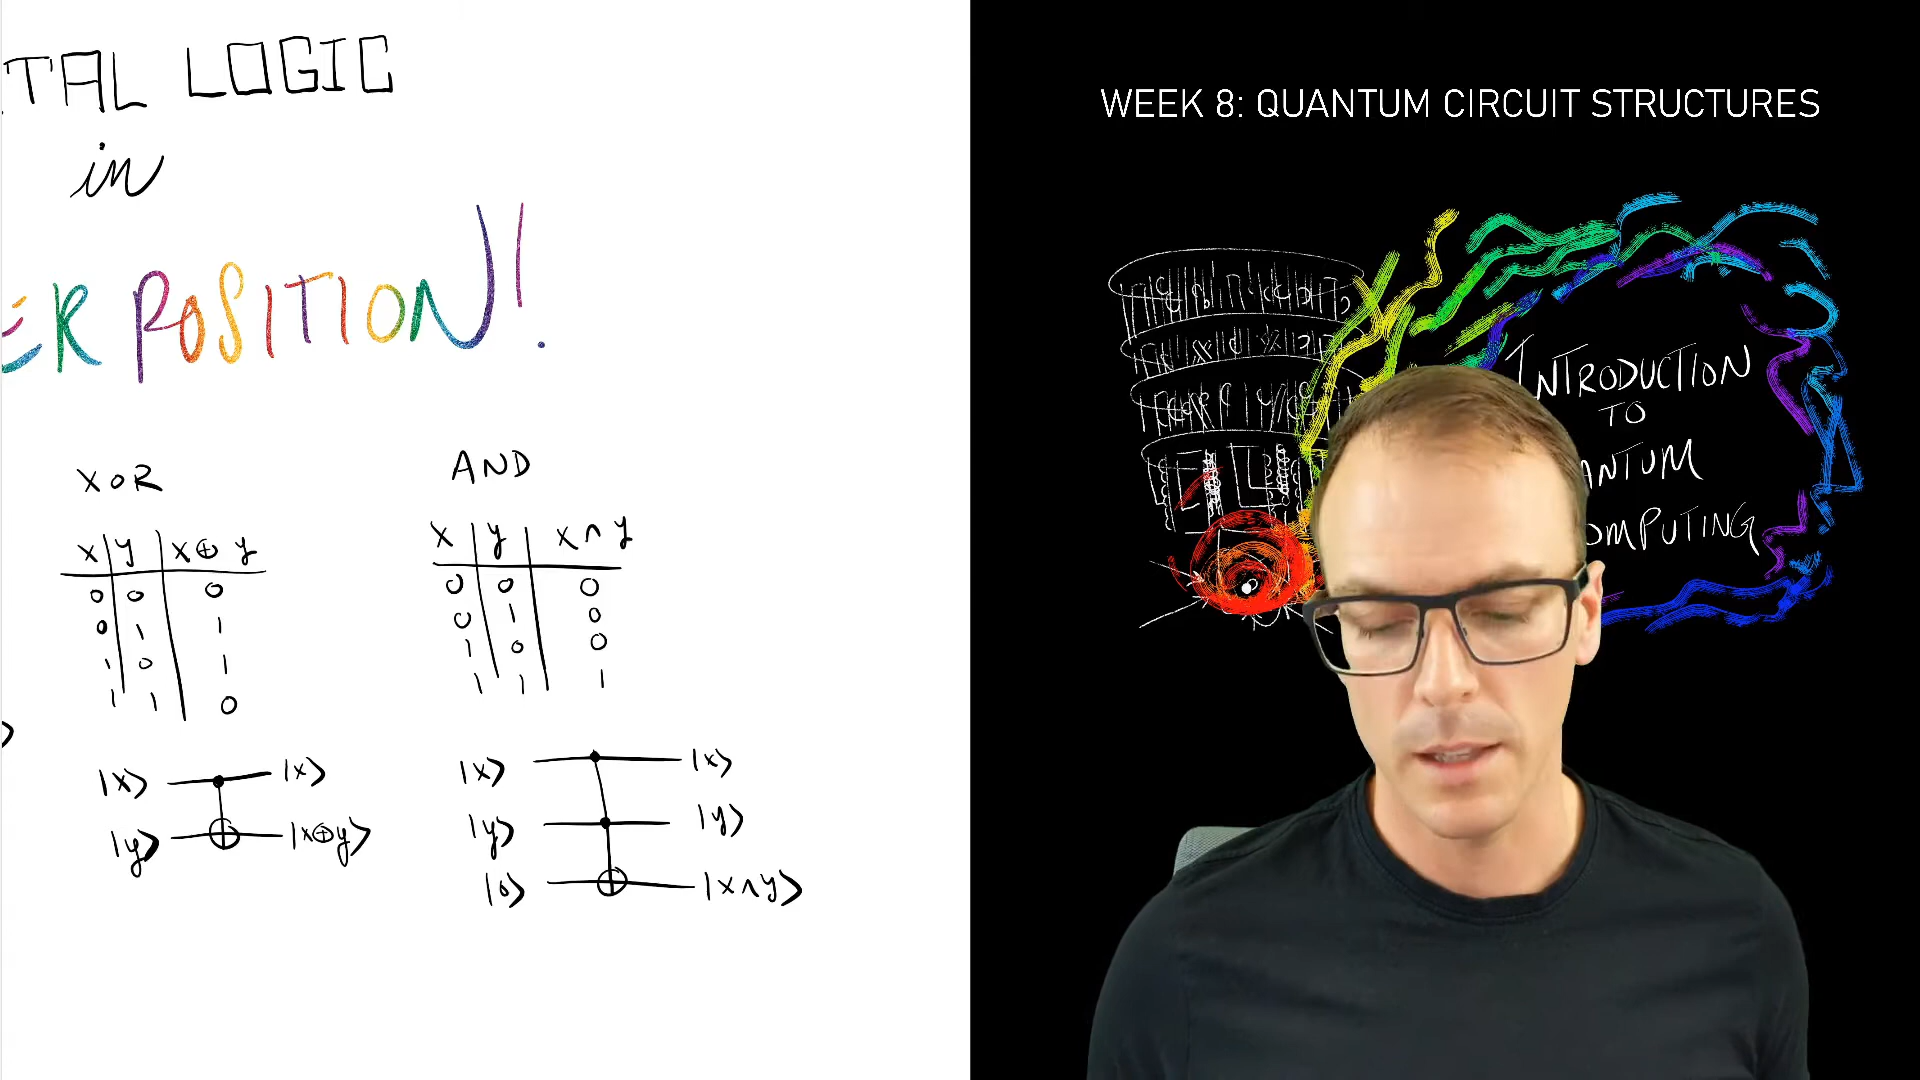 TAL LOGIC
in
ER POSITION!
XOR
x y x⊕y
0 0 0
0 1 1
1 0 1
1 1 0
|x⟩ |x⟩
|y⟩ |x⊕y⟩
AND
x y x∧y
0 0 0
0 1 0
1 0 0
1 1 1
|x⟩ |x⟩
|y⟩ |y⟩
|0⟩ |x∧y⟩
WEEK 8: QUANTUM CIRCUIT STRUCTURES
INTRODUCTION
TO
ANTUM
OMPUTING